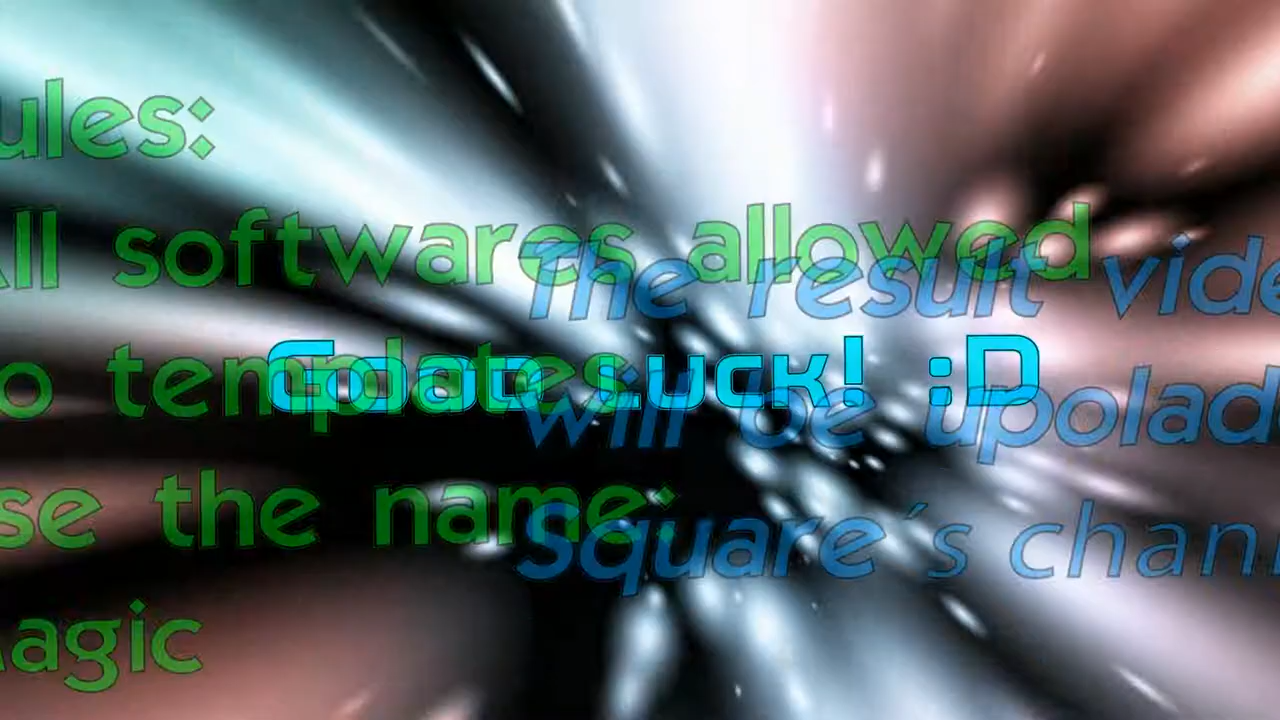 ules:
ll softwares allowed
o templates
se the name:
agic
The result vide
will be upolad
Square´s chann
Good Luck! :D